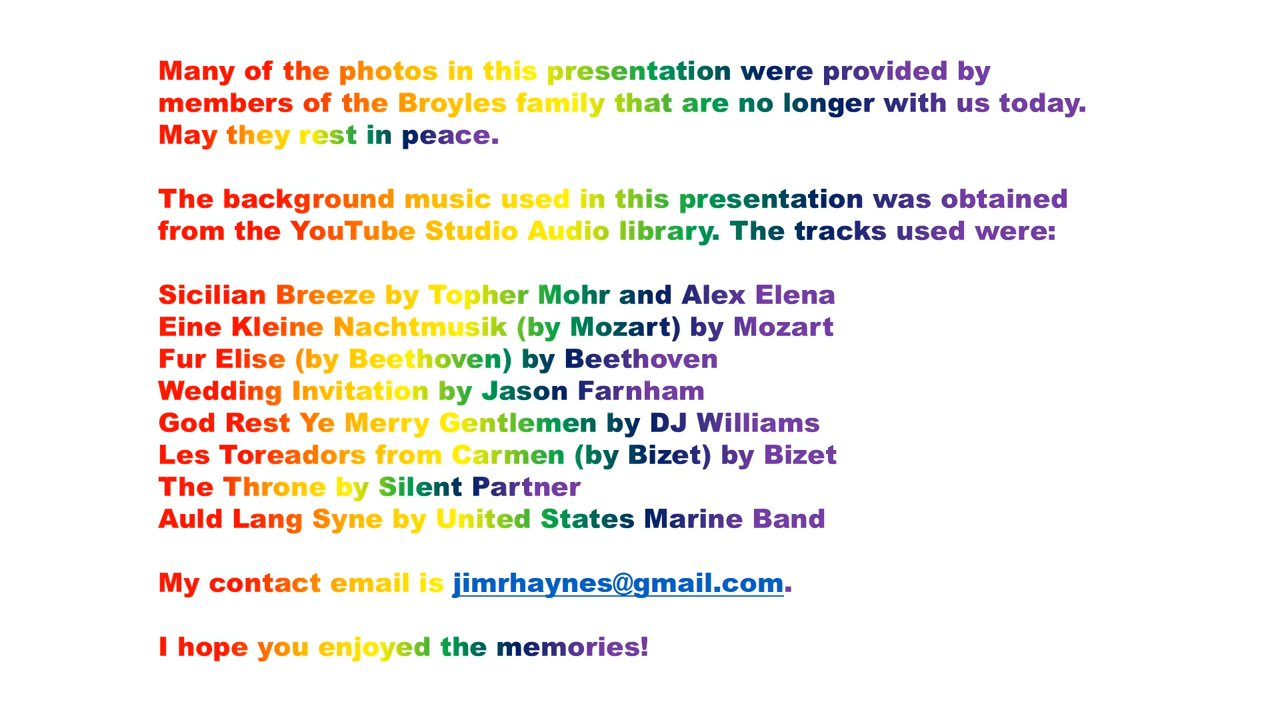 Many of the photos in this presentation were provided by
members of the Broyles family that are no longer with us today.
May they rest in peace.
The background music used in this presentation was obtained
from the YouTube Studio Audio library. The tracks used were:
Sicilian Breeze by Topher Mohr and Alex Elena
Eine Kleine Nachtmusik (by Mozart) by Mozart
Fur Elise (by Beethoven) by Beethoven
Wedding Invitation by Jason Farnham
God Rest Ye Merry Gentlemen by DJ Williams
Les Toreadors from Carmen (by Bizet) by Bizet
The Throne by Silent Partner
Auld Lang Syne by United States Marine Band
My contact email is jimrhaynes@gmail.com.
I hope you enjoyed the memories!